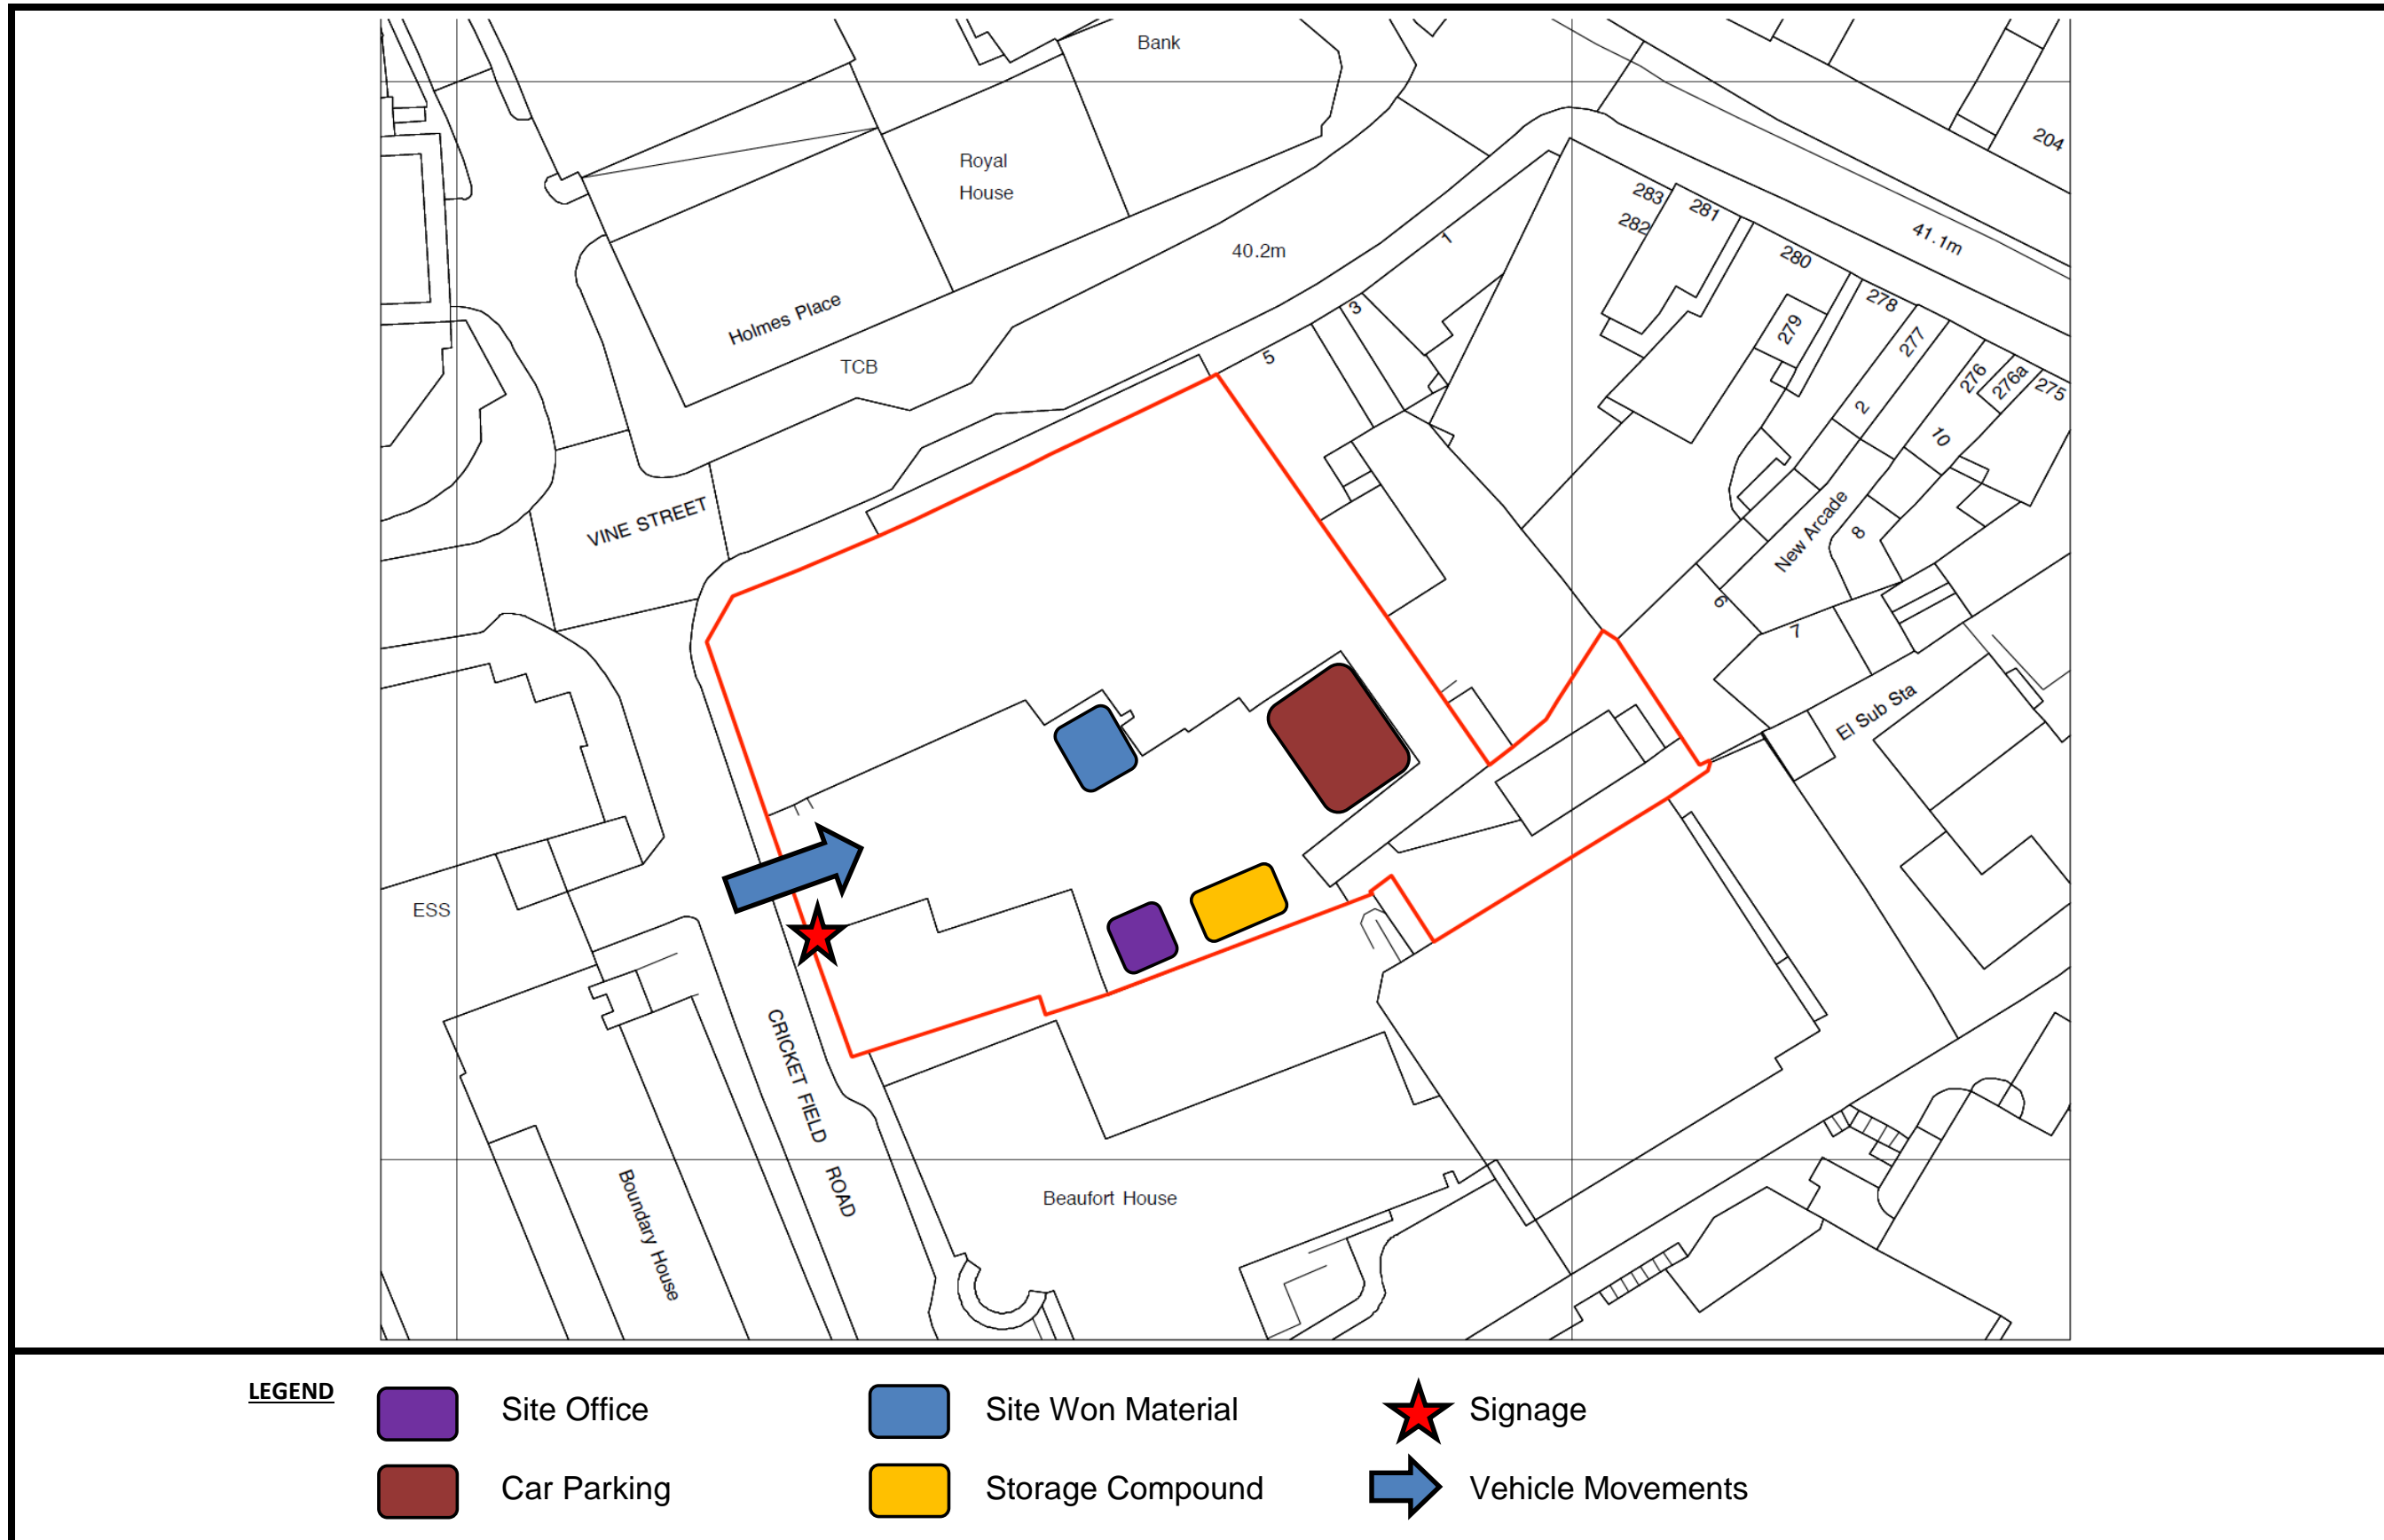 Bank
204
Royal
House
283
281
282
40.2m
1
41.1m
280
Holmes Place
3
278
279
277
5
TCB
276
276a
275
2
10
VINE STREET
New Arcade
8
6
7
El Sub Sta
ESS
CRICKET FIELD ROAD
Boundary House
Beaufort House
LEGEND
Site Office
Site Won Material
Signage
Car Parking
Storage Compound
Vehicle Movements